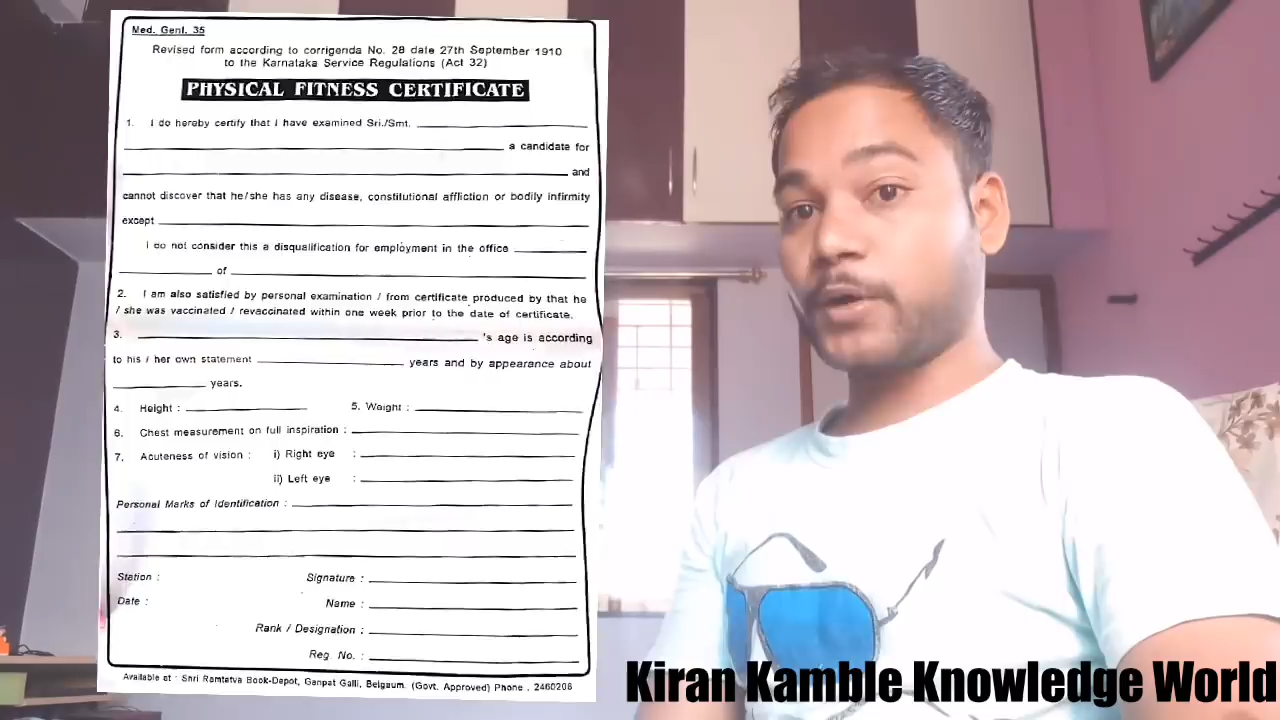 Med. Genl. 35
Revised form according to corrigenda No. 28 date 27th September 1910
to the Karnataka Service Regulations (Act 32)
PHYSICAL FITNESS CERTIFICATE
1. I do hereby certify that I have examined Sri./Smt.
a candidate for
and
cannot discover that he/she has any disease, constitutional affliction or bodily infirmity
except
I do not consider this a disqualification for employment in the office
of
2. I am also satisfied by personal examination / from certificate produced by that he
/ she was vaccinated / revaccinated within one week prior to the date of certificate.
3. 's age is according
to his / her own statement years and by appearance about
years.
4. Height : 5. Weight :
6. Chest measurement on full inspiration :
7. Acuteness of vision : i) Right eye :
ii) Left eye :
Personal Marks of Identification :
Station : Signature :
Date : Name :
Rank / Designation :
Reg. No. :
Available at : Shri Ramtatva Book-Depot, Ganpat Galli, Belgaum. (Govt. Approved) Phone . 2460208
Kiran Kamble Knowledge World